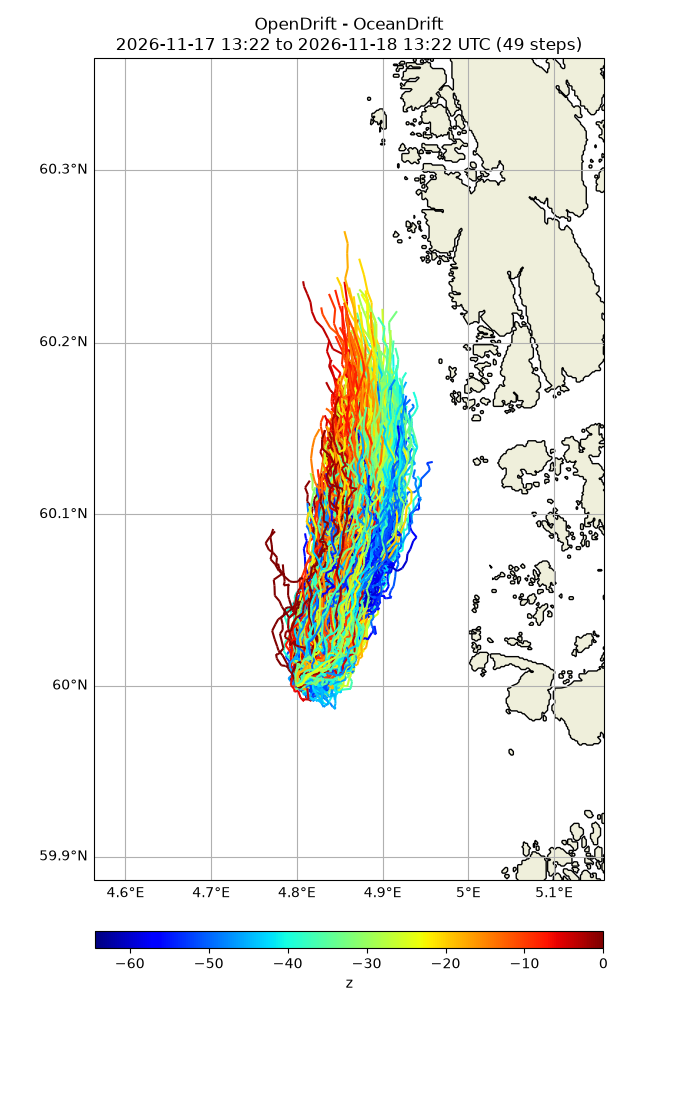 OpenDrift - OceanDrift
2026-11-17 13:22 to 2026-11-18 13:22 UTC (49 steps)
60.3°N
60.2°N
60.1°N
60°N
59.9°N
4.6°E 4.7°E 4.8°E 4.9°E 5°E 5.1°E
−60 −50 −40 −30 −20 −10 0
z